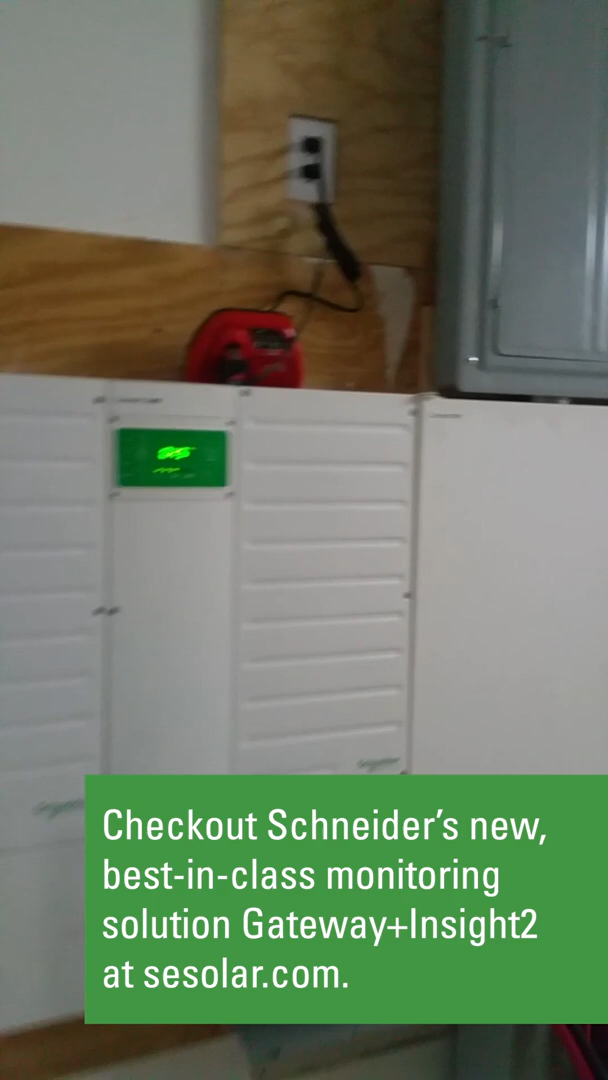 Checkout Schneider's new,
best-in-class monitoring
solution Gateway+Insight2
at sesolar.com.